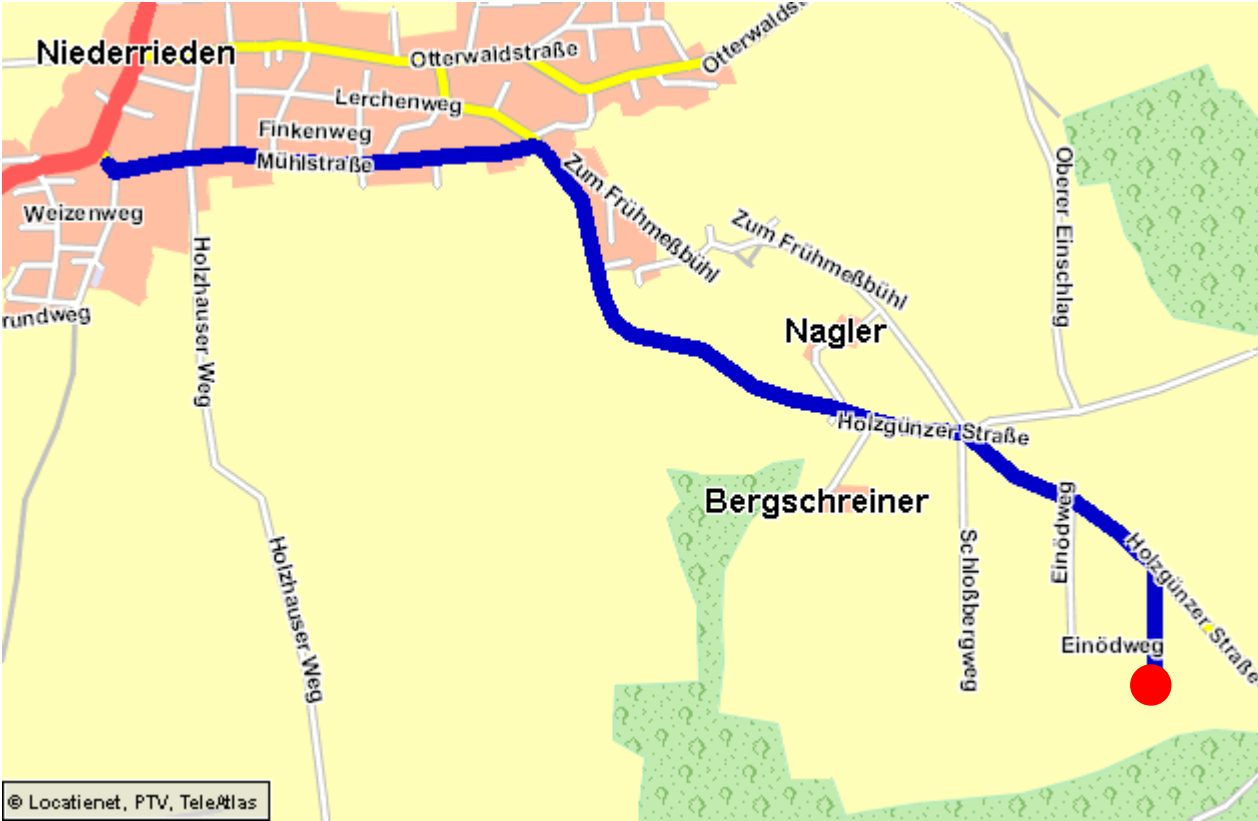 Niederrieden
Otterwaldstraße
Otterwalds
Lerchenweg
Finkenweg
Mühlstraße
Zum Frühmeßbühl
Weizenweg
Zum Frühmeßbühl
Oberer-Einschlag
Holzhauser-Weg
rundweg
Nagler
Holzgünzer Straße
Bergschreiner
Einödweg
Schloßbergweg
Holzgünzer Straße
Holzhauser-Weg
Einödweg
© Locatienet, PTV, TeleAtlas